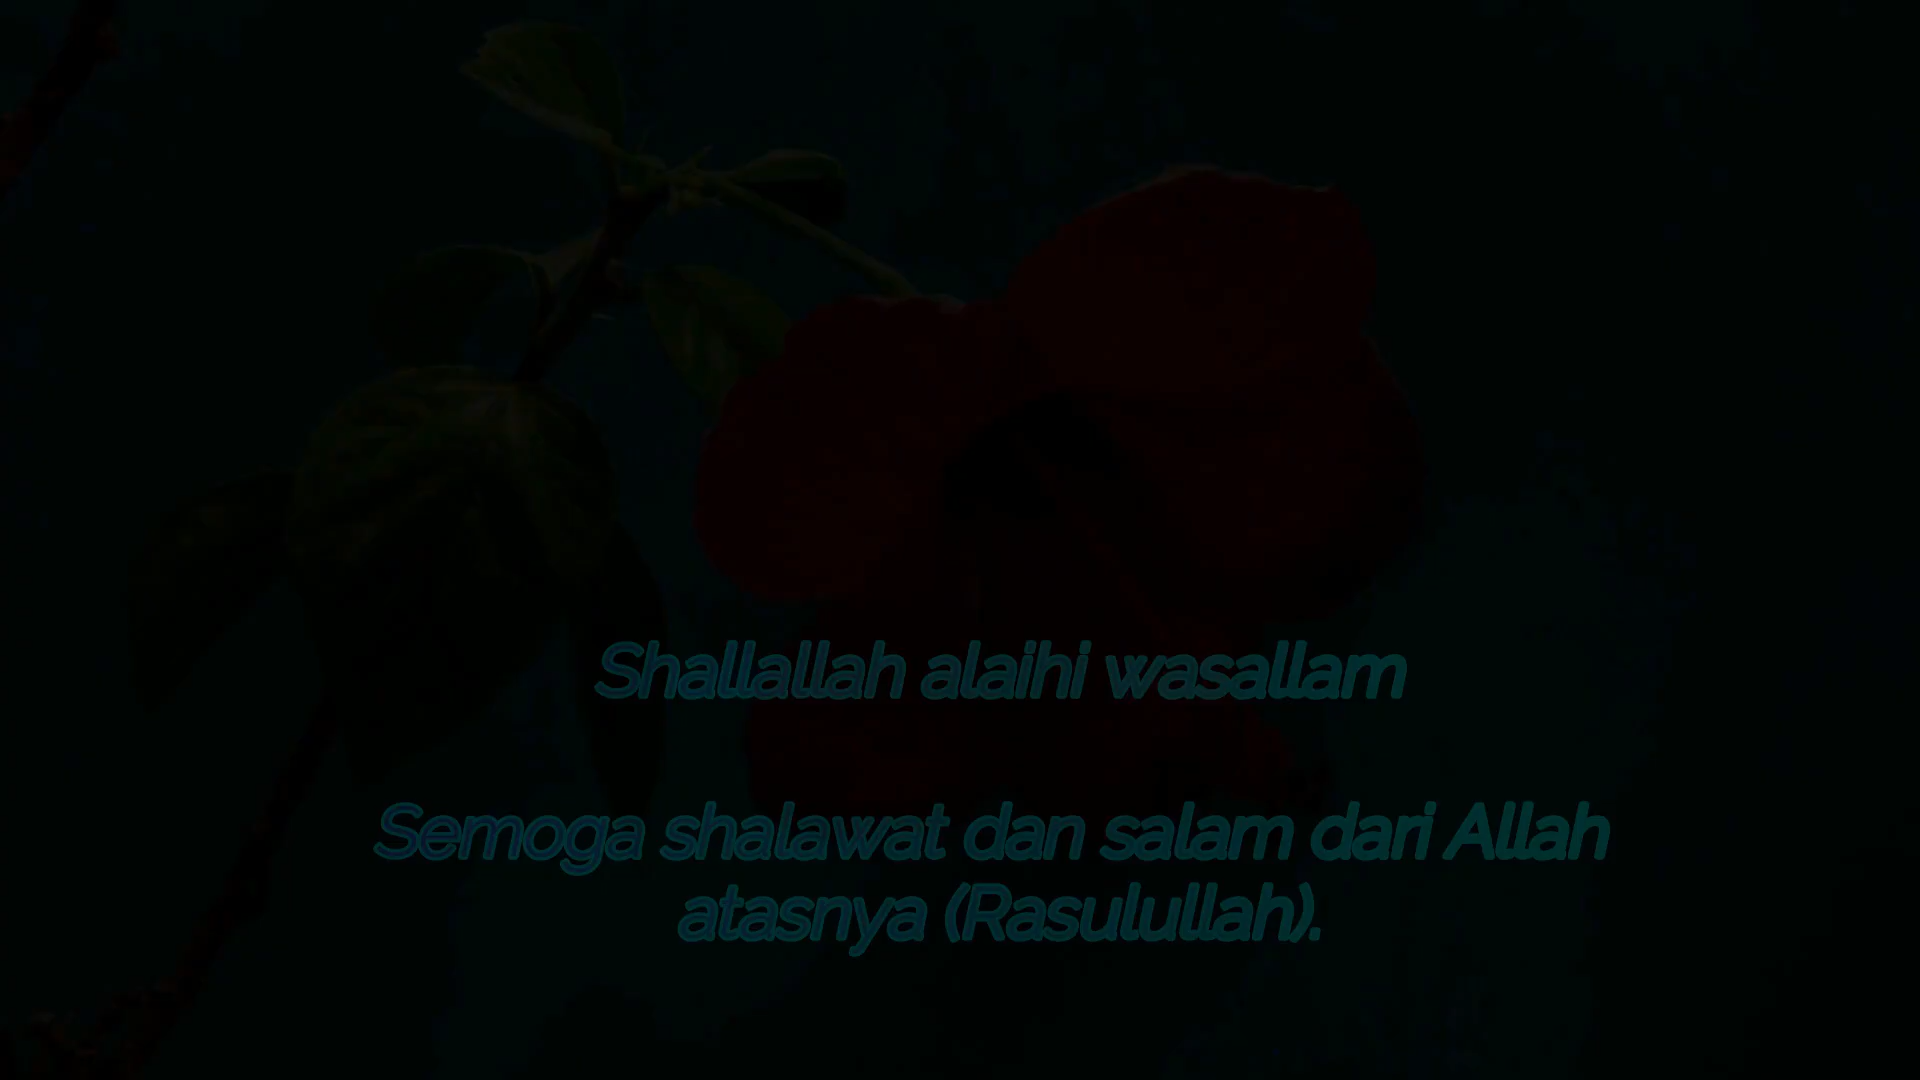 Shallallah alaihi wasallam
Semoga shalawat dan salam dari Allah
atasnya (Rasulullah).